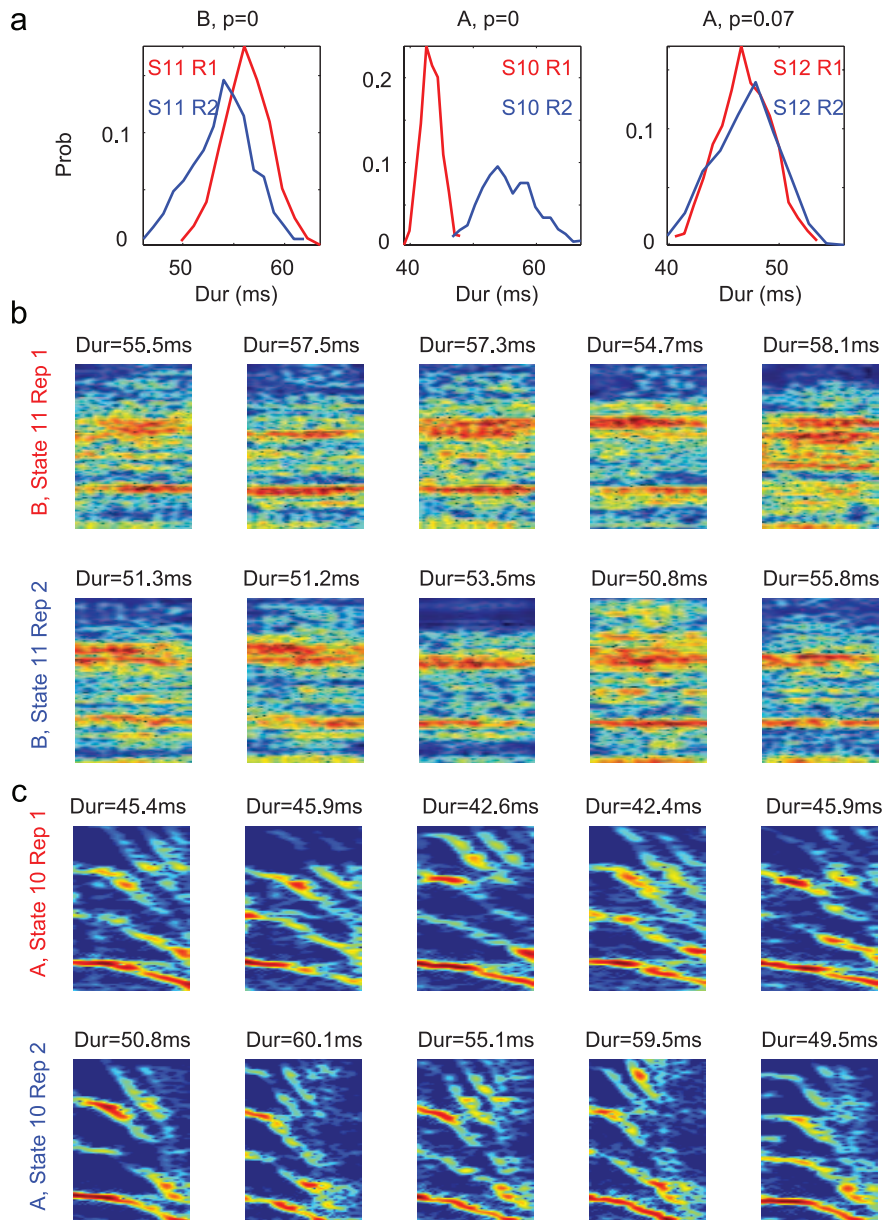 a
B, p=0
A, p=0
A, p=0.07
Prob
0.1
0
S11 R1
S11 R2
50
60
Dur (ms)
0.2
0.1
0
S10 R1
S10 R2
40
50
60
Dur (ms)
0.1
0
S12 R1
S12 R2
40
50
Dur (ms)
b
B, State 11 Rep 1
Dur=55.5ms
Dur=57.5ms
Dur=57.3ms
Dur=54.7ms
Dur=58.1ms
B, State 11 Rep 2
Dur=51.3ms
Dur=51.2ms
Dur=53.5ms
Dur=50.8ms
Dur=55.8ms
c
A, State 10 Rep 1
Dur=45.4ms
Dur=45.9ms
Dur=42.6ms
Dur=42.4ms
Dur=45.9ms
A, State 10 Rep 2
Dur=50.8ms
Dur=60.1ms
Dur=55.1ms
Dur=59.5ms
Dur=49.5ms